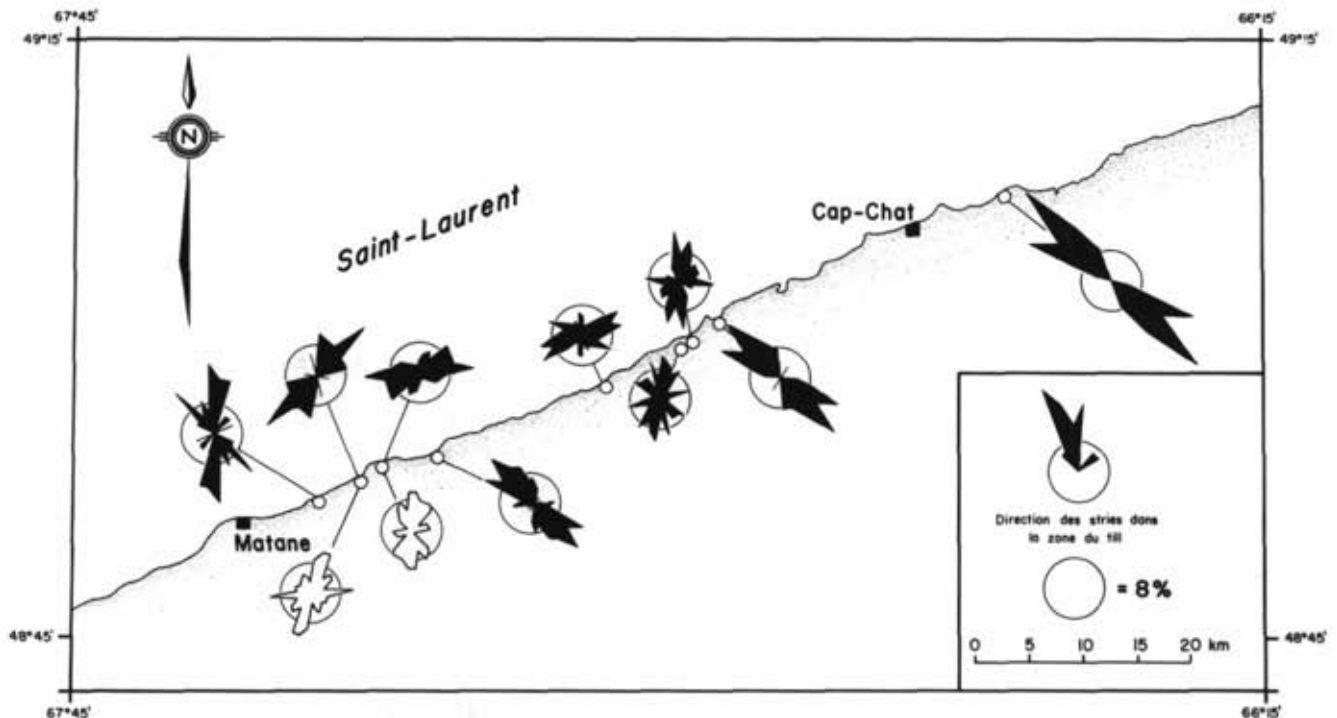 67°45'
66°15'
49°15'
49°15'
N
Saint-Laurent
Cap-Chat
Matane
Direction des stries dans
la zone du till
= 8%
0 5 10 15 20 km
48°45'
48°45'
67°45'
66°15'